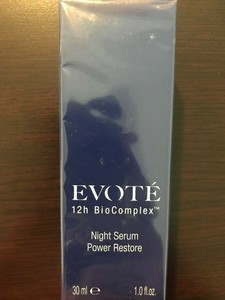 EVOTÉ
12h BioComplex™
Night Serum
Power Restore
30 ml ℮ 1.0 fl.oz.